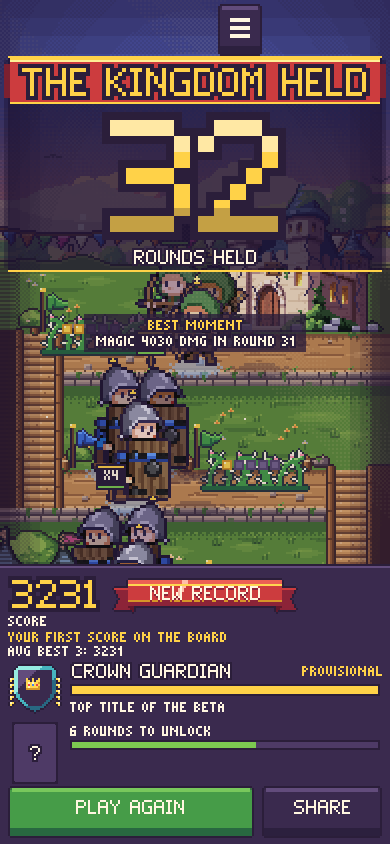 THE KINGDOM HELD
32
ROUNDS HELD
BEST MOMENT
MAGIC 4030 DMG IN ROUND 31
X4
3231
NEW RECORD
SCORE
YOUR FIRST SCORE ON THE BOARD
AVG BEST 3: 3231
CROWN GUARDIAN
PROVISIONAL
TOP TITLE OF THE BETA
6 ROUNDS TO UNLOCK
?
PLAY AGAIN
SHARE